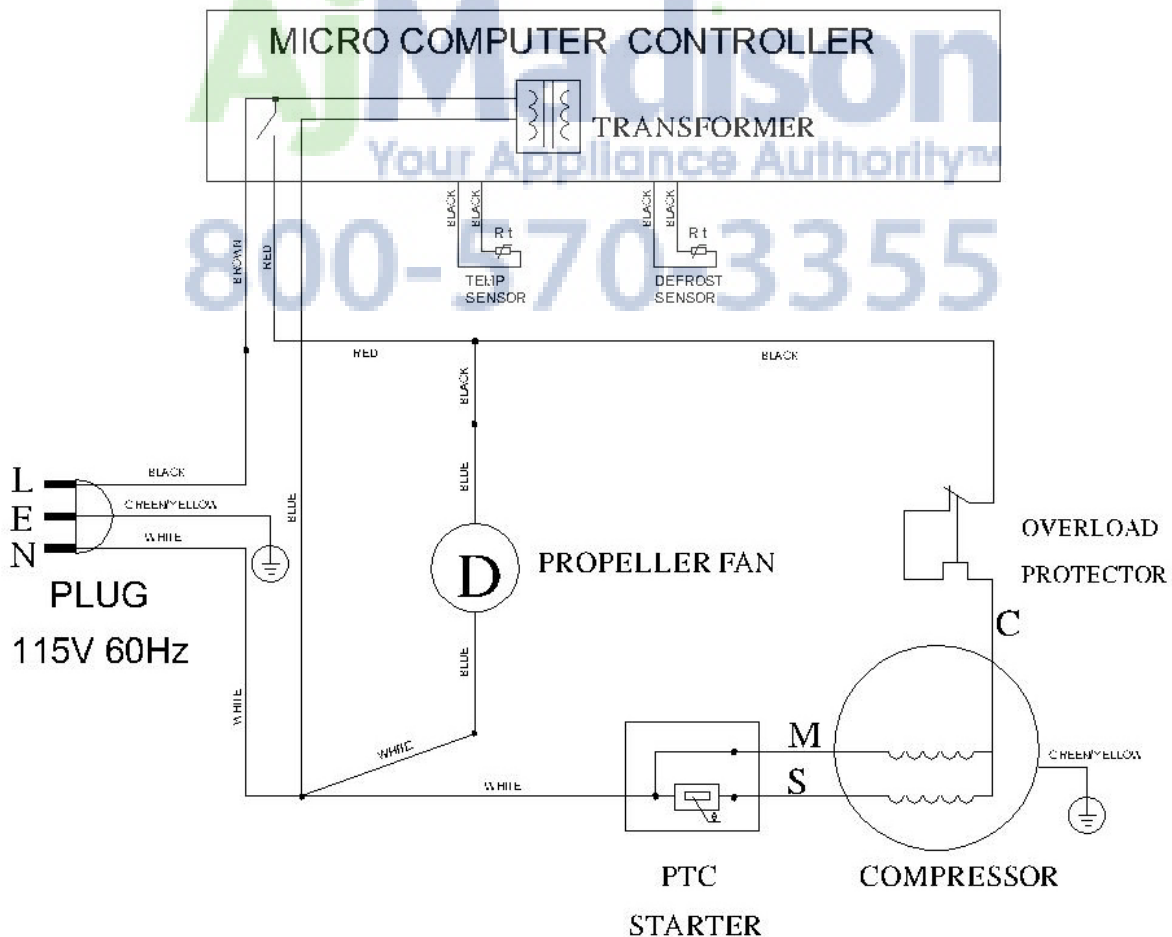 AjMadison
Your Appliance Authority™
800-570-3355
MICRO COMPUTER CONTROLLER
TRANSFORMER
BLACK
BLACK
BLACK
BLACK
Rt
Rt
TEMP
SENSOR
DEFROST
SENSOR
BROWN
RED
RED
BLACK
BLACK
BLUE
BLUE
L
E
N
BLACK
GREEN/YELLOW
WHITE
PLUG
115V 60Hz
D
PROPELLER FAN
OVERLOAD
PROTECTOR
C
BLUE
WHITE
WHITE
WHITE
M
S
GREEN/YELLOW
PTC
STARTER
COMPRESSOR